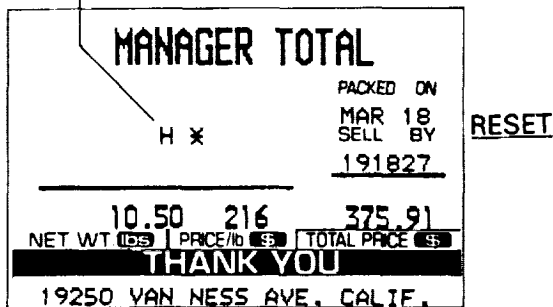 MANAGER TOTAL
PACKED ON
MAR 18
SELL BY
H *
191827
RESET
10.50 216 375.91
NET WT lbs PRICE/lb $ TOTAL PRICE $
THANK YOU
19250 VAN NESS AVE, CALIF.